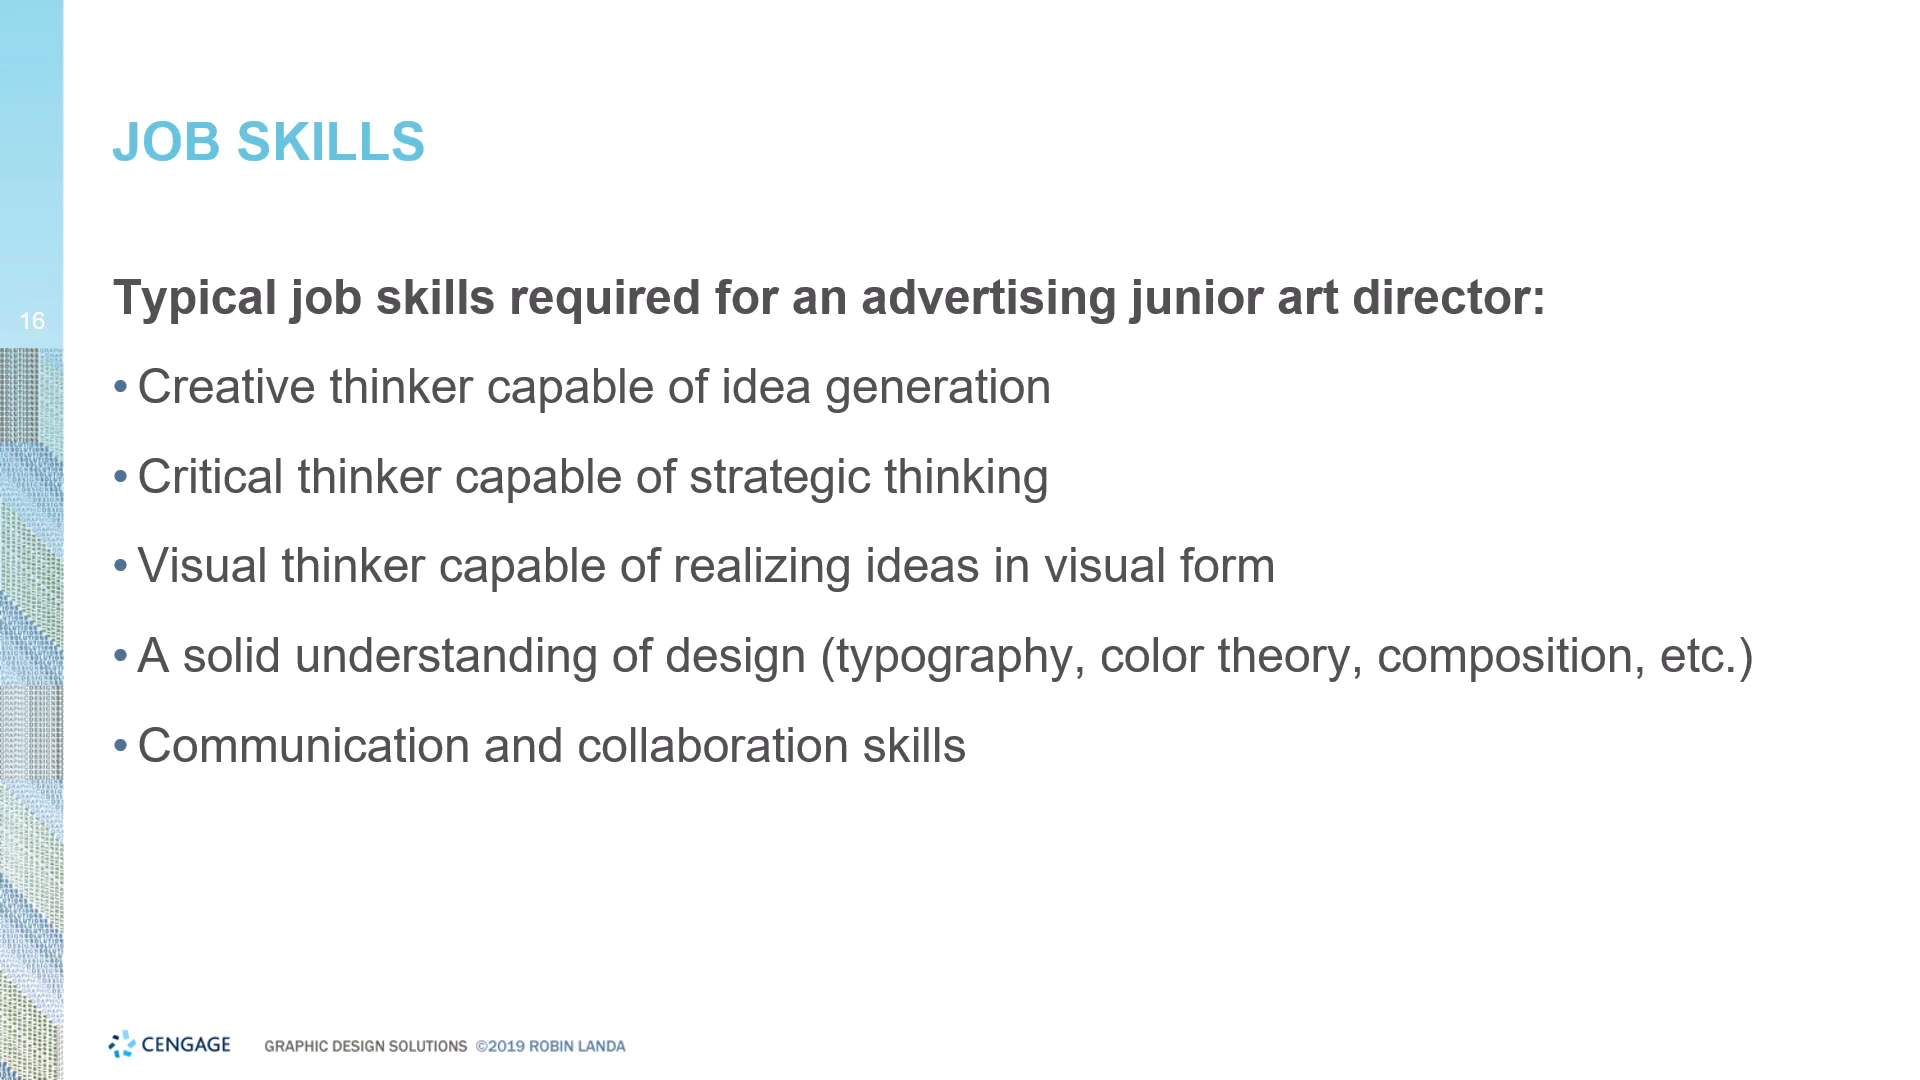 JOB SKILLS
Typical job skills required for an advertising junior art director:
16
• Creative thinker capable of idea generation
• Critical thinker capable of strategic thinking
• Visual thinker capable of realizing ideas in visual form
• A solid understanding of design (typography, color theory, composition, etc.)
• Communication and collaboration skills
CENGAGE GRAPHIC DESIGN SOLUTIONS ©2019 ROBIN LANDA